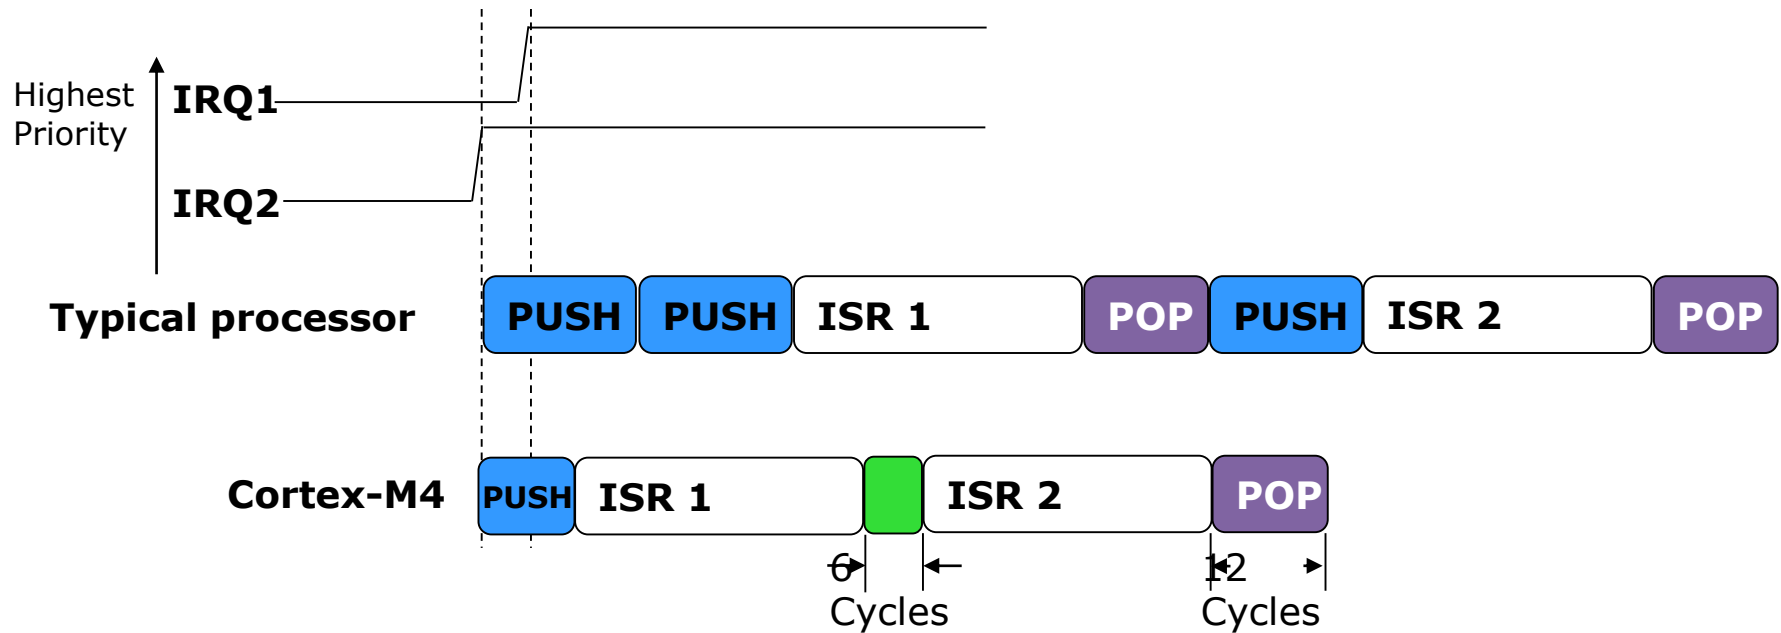 Highest
Priority
IRQ1
IRQ2
Typical processor
PUSH PUSH ISR 1 POP PUSH ISR 2 POP
Cortex-M4
PUSH ISR 1 ISR 2 POP
6
Cycles
12
Cycles